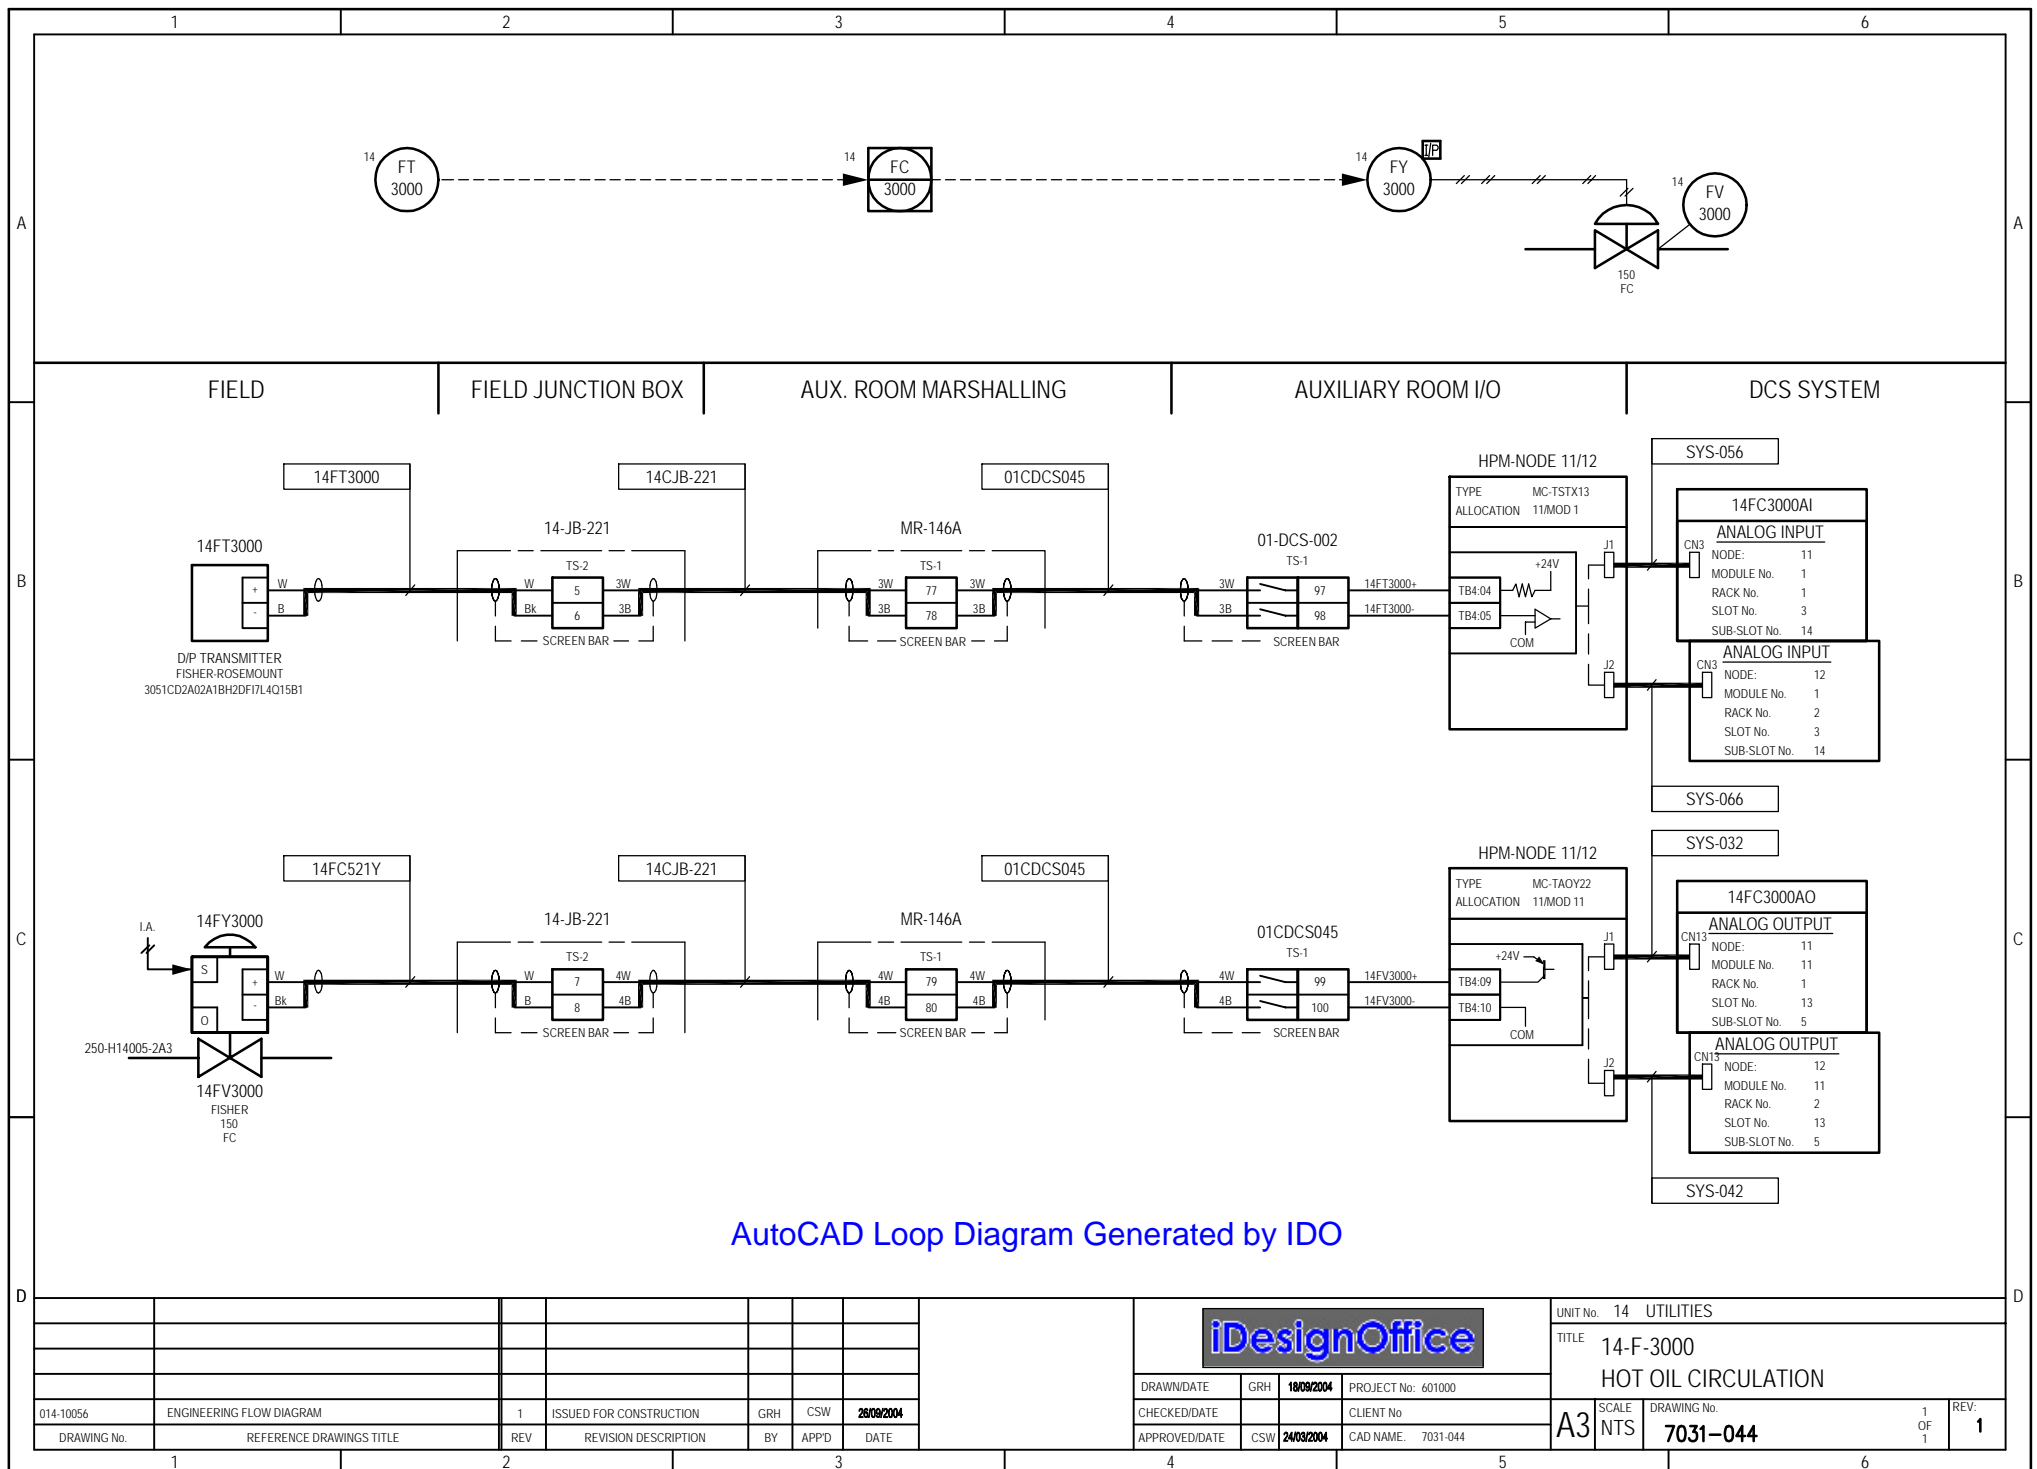 1 2 3 4 5 6
A A
14 FT 3000
14 FC 3000
14 FY 3000 I/P
14 FV 3000
150
FC
FIELD FIELD JUNCTION BOX AUX. ROOM MARSHALLING AUXILIARY ROOM I/O DCS SYSTEM
B B
14FT3000 14CJB-221 01CDCS045 HPM-NODE 11/12 SYS-056
TYPE MC-TSTX13
ALLOCATION 11/MOD 1
14FT3000 14-JB-221 MR-146A 01-DCS-002
TS-2 TS-1 TS-1
+ W W 5 3W 3W 77 3W 3W 97 14FT3000+ TB4:04 +24V
- B Bk 6 3B 3B 78 3B 3B 98 14FT3000- TB4:05 COM
SCREEN BAR SCREEN BAR SCREEN BAR
J1 CN3
J2 CN3
D/P TRANSMITTER
FISHER-ROSEMOUNT
3051CD2A02A1BH2DFI7L4Q15B1
14FC3000AI
ANALOG INPUT
NODE: 11
MODULE No. 1
RACK No. 1
SLOT No. 3
SUB-SLOT No. 14
ANALOG INPUT
NODE: 12
MODULE No. 1
RACK No. 2
SLOT No. 3
SUB-SLOT No. 14
SYS-066
C C
14FC521Y 14CJB-221 01CDCS045 HPM-NODE 11/12 SYS-032
TYPE MC-TAOY22
ALLOCATION 11/MOD 11
I.A. 14FY3000 14-JB-221 MR-146A 01CDCS045
TS-2 TS-1 TS-1
S + W W 7 4W 4W 79 4W 4W 99 14FV3000+ TB4:09 +24V
O - Bk B 8 4B 4B 80 4B 4B 100 14FV3000- TB4:10 COM
SCREEN BAR SCREEN BAR SCREEN BAR
J1 CN13
J2 CN13
250-H14005-2A3
14FV3000
FISHER
150
FC
14FC3000AO
ANALOG OUTPUT
NODE: 11
MODULE No. 11
RACK No. 1
SLOT No. 13
SUB-SLOT No. 5
ANALOG OUTPUT
NODE: 12
MODULE No. 11
RACK No. 2
SLOT No. 13
SUB-SLOT No. 5
SYS-042
AutoCAD Loop Diagram Generated by IDO
D D
014-10056 ENGINEERING FLOW DIAGRAM 1 ISSUED FOR CONSTRUCTION GRH CSW 26/09/2004
DRAWING No. REFERENCE DRAWINGS TITLE REV REVISION DESCRIPTION BY APP'D DATE
iDesignOffice
DRAWN/DATE GRH 18/09/2004 PROJECT No: 601000
CHECKED/DATE CLIENT No
APPROVED/DATE CSW 24/03/2004 CAD NAME. 7031-044
UNIT No. 14 UTILITIES
TITLE 14-F-3000
HOT OIL CIRCULATION
A3 SCALE NTS DRAWING No. 7031-044 1 OF 1 REV: 1
1 2 3 4 5 6